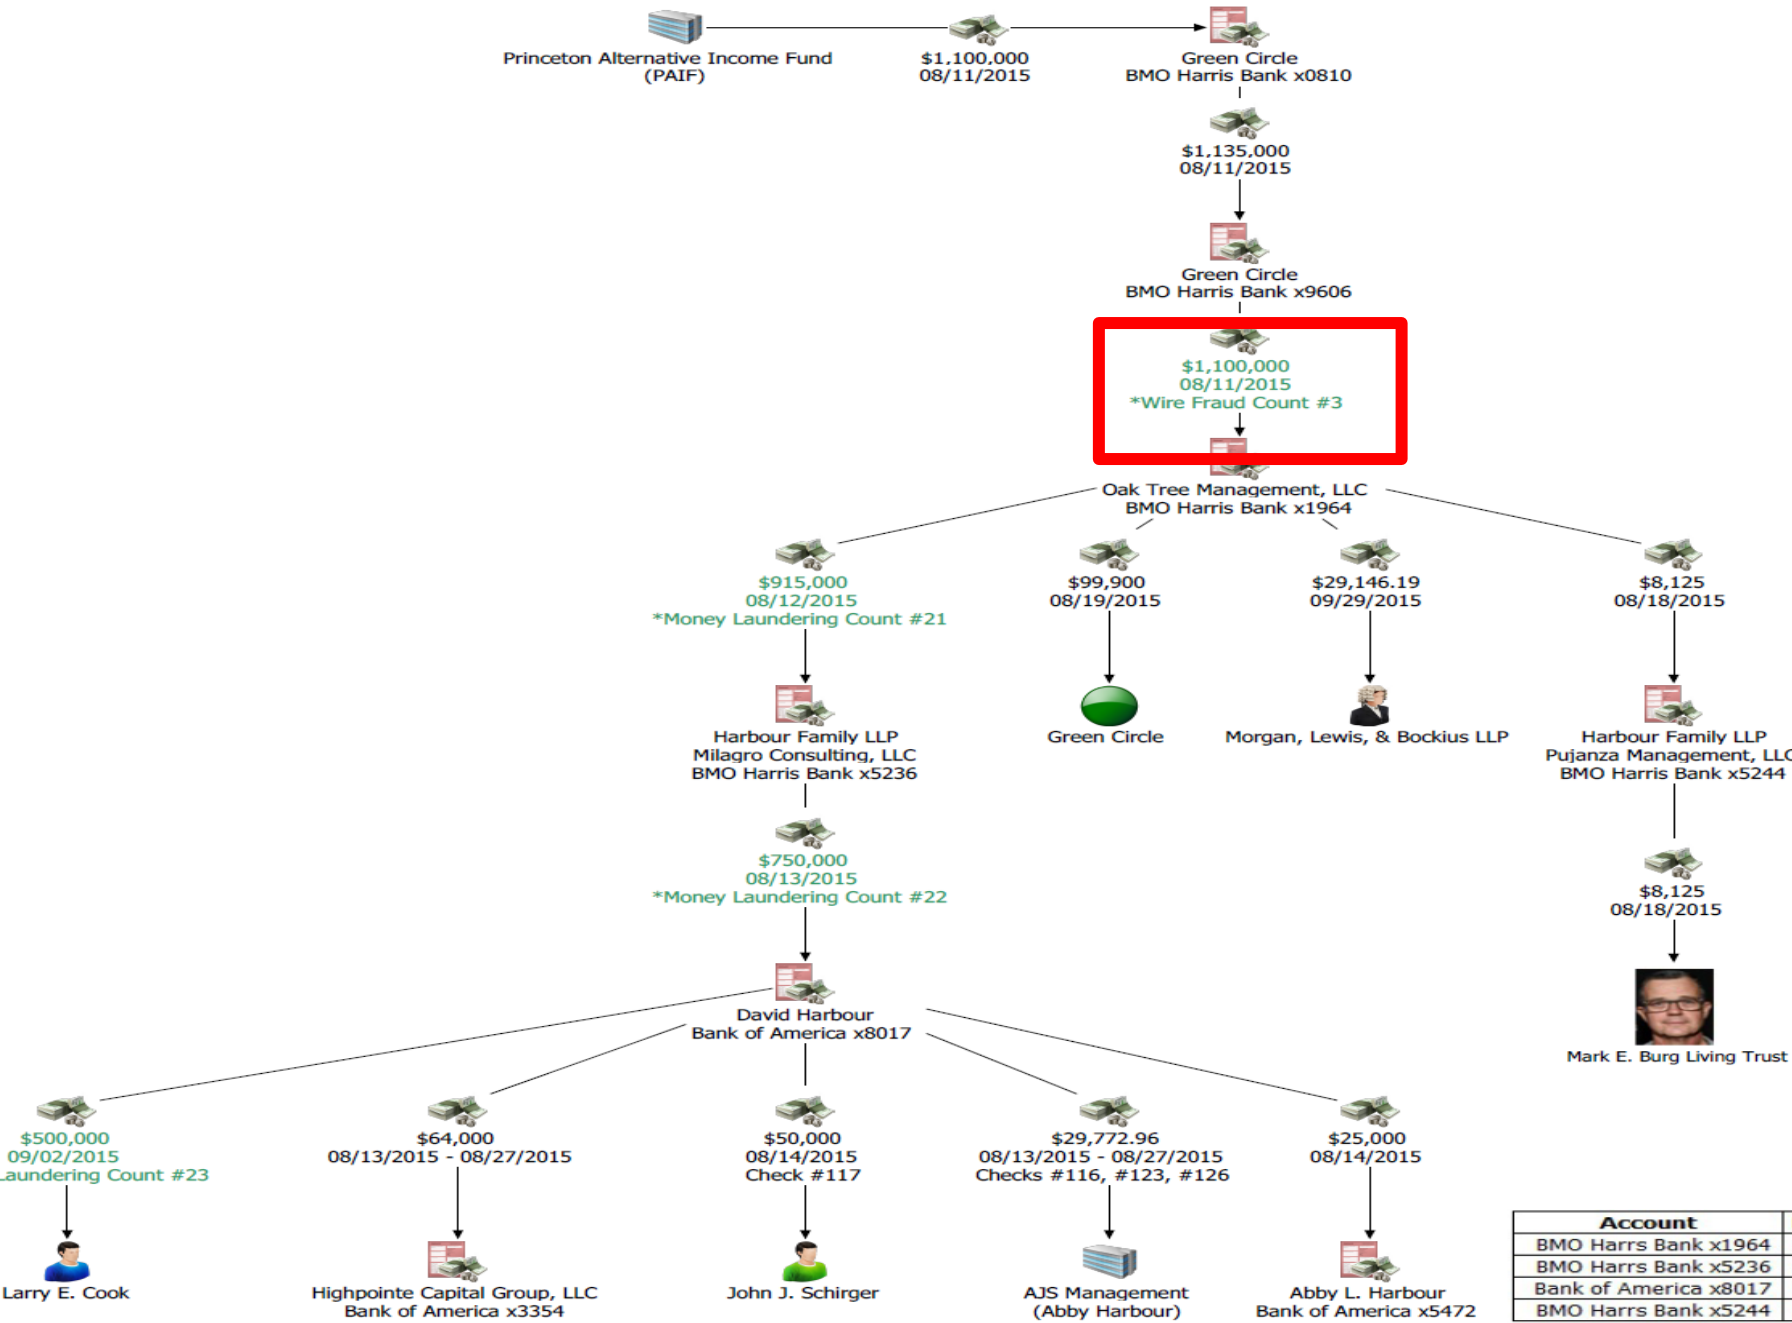 Princeton Alternative Income Fund
(PAIF)
$1,100,000
08/11/2015
Green Circle
BMO Harris Bank x0810
$1,135,000
08/11/2015
Green Circle
BMO Harris Bank x9606
$1,100,000
08/11/2015
*Wire Fraud Count #3
Oak Tree Management, LLC
BMO Harris Bank x1964
$915,000
08/12/2015
*Money Laundering Count #21
$99,900
08/19/2015
$29,146.19
09/29/2015
$8,125
08/18/2015
Harbour Family LLP
Milagro Consulting, LLC
BMO Harris Bank x5236
Green Circle
Morgan, Lewis, & Bockius LLP
Harbour Family LLP
Pujanza Management, LLC
BMO Harris Bank x5244
$750,000
08/13/2015
*Money Laundering Count #22
$8,125
08/18/2015
David Harbour
Bank of America x8017
Mark E. Burg Living Trust
$500,000
09/02/2015
Laundering Count #23
$64,000
08/13/2015 - 08/27/2015
$50,000
08/14/2015
Check #117
$29,772.96
08/13/2015 - 08/27/2015
Checks #116, #123, #126
$25,000
08/14/2015
Larry E. Cook
Highpointe Capital Group, LLC
Bank of America x3354
John J. Schirger
AJS Management
(Abby Harbour)
Abby L. Harbour
Bank of America x5472
Account
BMO Harrs Bank x1964
BMO Harrs Bank x5236
Bank of America x8017
BMO Harrs Bank x5244